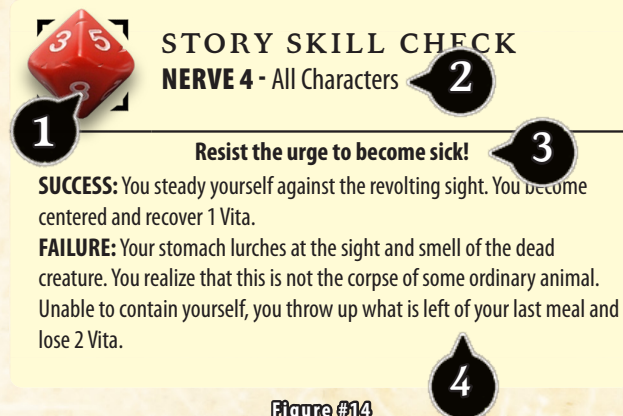 3 5
8
STORY SKILL CHECK
NERVE 4 - All Characters
2
1
Resist the urge to become sick!
3
SUCCESS: You steady yourself against the revolting sight. You become
centered and recover 1 Vita.
FAILURE: Your stomach lurches at the sight and smell of the dead
creature. You realize that this is not the corpse of some ordinary animal.
Unable to contain yourself, you throw up what is left of your last meal and
lose 2 Vita.
4
Figure #14